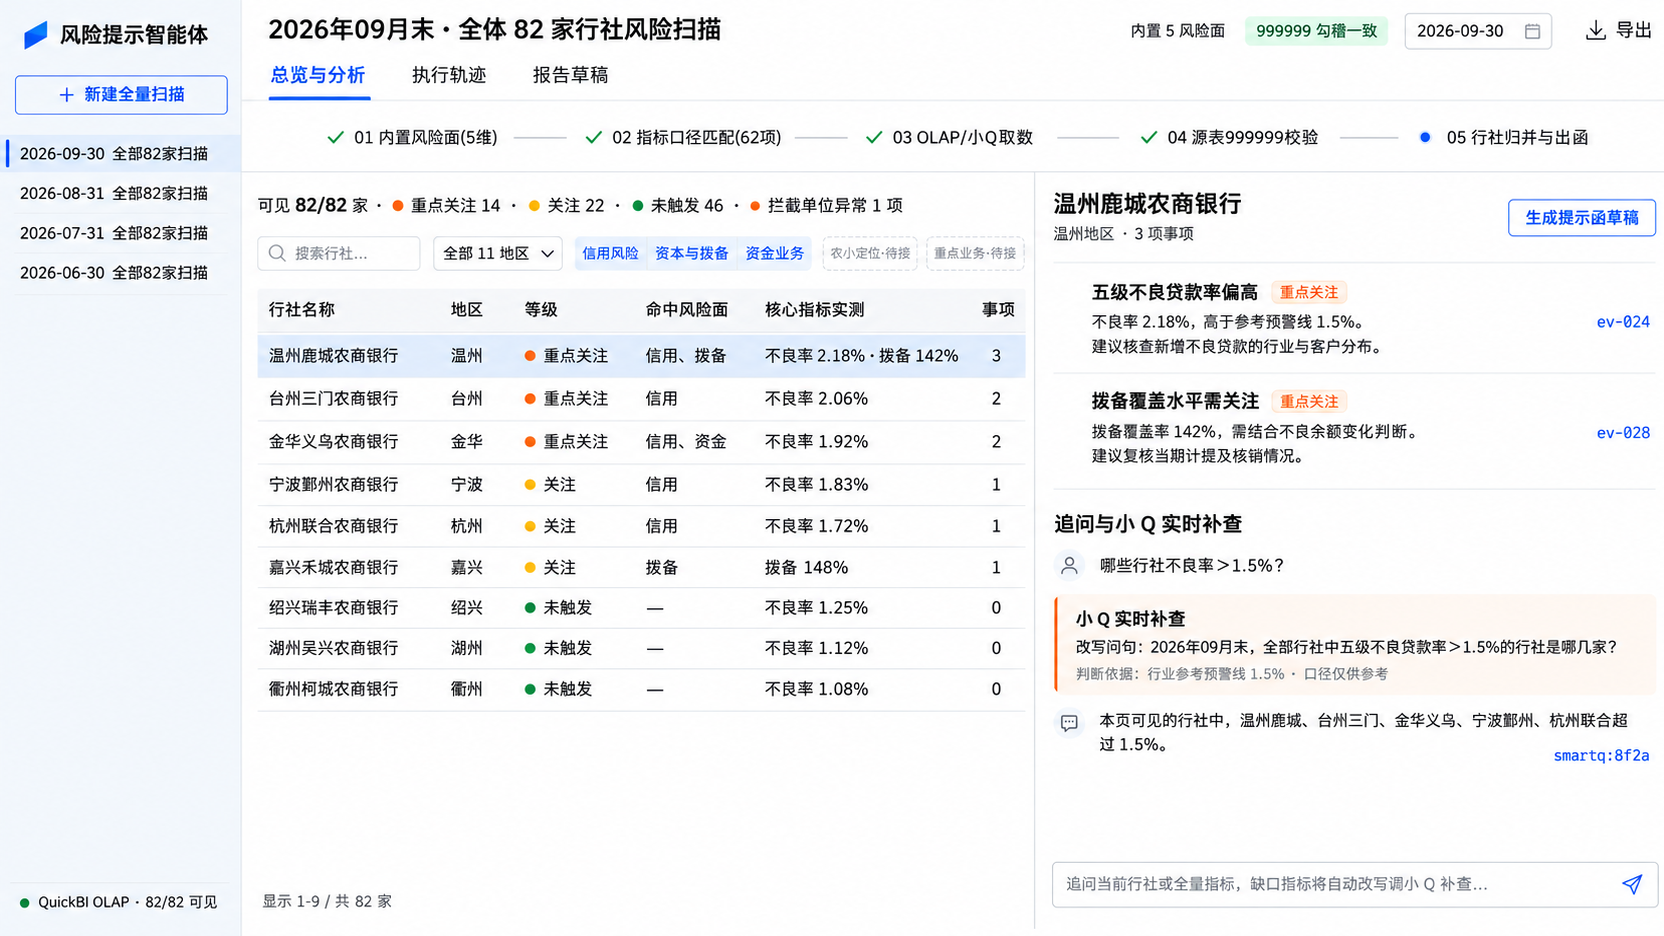 风险提示智能体
新建全量扫描
2026-09-30 全部82家扫描
2026-08-31 全部82家扫描
2026-07-31 全部82家扫描
2026-06-30 全部82家扫描
QuickBI OLAP · 82/82 可见
2026年09月末 · 全体 82 家行社风险扫描
内置 5 风险面
999999 勾稽一致
2026-09-30
导出
总览与分析 执行轨迹 报告草稿
01 内置风险面(5维)
02 指标口径匹配(62项)
03 OLAP/小Q取数
04 源表999999校验
05 行社归并与出函
可见 82/82 家 · 重点关注 14 · 关注 22 · 未触发 46 · 拦截单位异常 1 项
搜索行社...
全部 11 地区
信用风险 资本与拨备 资金业务
农小定位·待接
重点业务·待接
行社名称 地区 等级 命中风险面 核心指标实测 事项
温州鹿城农商银行 温州 重点关注 信用、拨备 不良率 2.18% · 拨备 142% 3
台州三门农商银行 台州 重点关注 信用 不良率 2.06% 2
金华义乌农商银行 金华 重点关注 信用、资金 不良率 1.92% 2
宁波鄞州农商银行 宁波 关注 信用 不良率 1.83% 1
杭州联合农商银行 杭州 关注 信用 不良率 1.72% 1
嘉兴禾城农商银行 嘉兴 关注 拨备 拨备 148% 1
绍兴瑞丰农商银行 绍兴 未触发 — 不良率 1.25% 0
湖州吴兴农商银行 湖州 未触发 — 不良率 1.12% 0
衢州柯城农商银行 衢州 未触发 — 不良率 1.08% 0
显示 1-9 / 共 82 家
温州鹿城农商银行
温州地区 · 3 项事项
生成提示函草稿
五级不良贷款率偏高 重点关注
不良率 2.18%，高于参考预警线 1.5%。
建议核查新增不良贷款的行业与客户分布。
ev-024
拨备覆盖水平需关注 重点关注
拨备覆盖率 142%，需结合不良余额变化判断。
建议复核当期计提及核销情况。
ev-028
追问与小 Q 实时补查
哪些行社不良率＞1.5%？
小 Q 实时补查
改写问句：2026年09月末，全部行社中五级不良贷款率＞1.5%的行社是哪几家？
判断依据：行业参考预警线 1.5% · 口径仅供参考
本页可见的行社中，温州鹿城、台州三门、金华义乌、宁波鄞州、杭州联合超
过 1.5%。
smartq:8f2a
追问当前行社或全量指标，缺口指标将自动改写调小 Q 补查...